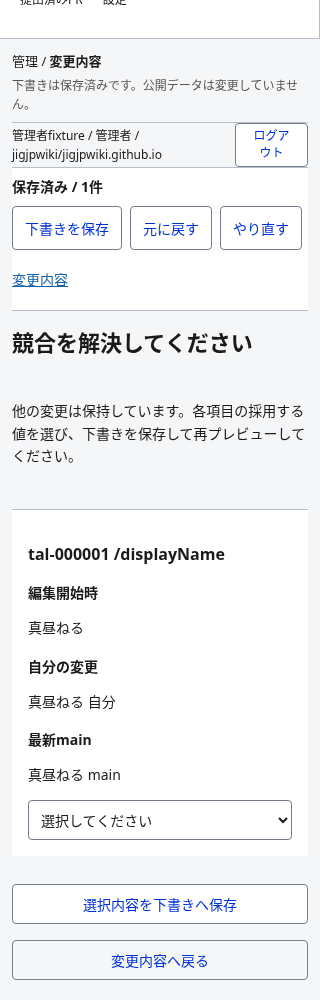 提出済のPR 設定
管理 / 変更内容
下書きは保存済みです。公開データは変更していませ
ん。
管理者fixture / 管理者 /
jigjpwiki/jigjpwiki.github.io
ログア
ウト
保存済み / 1件
下書きを保存
元に戻す
やり直す
変更内容
競合を解決してください
他の変更は保持しています。各項目の採用する
値を選び、下書きを保存して再プレビューして
ください。
tal-000001 /displayName
編集開始時
真昼ねる
自分の変更
真昼ねる 自分
最新main
真昼ねる main
選択してください
選択内容を下書きへ保存
変更内容へ戻る